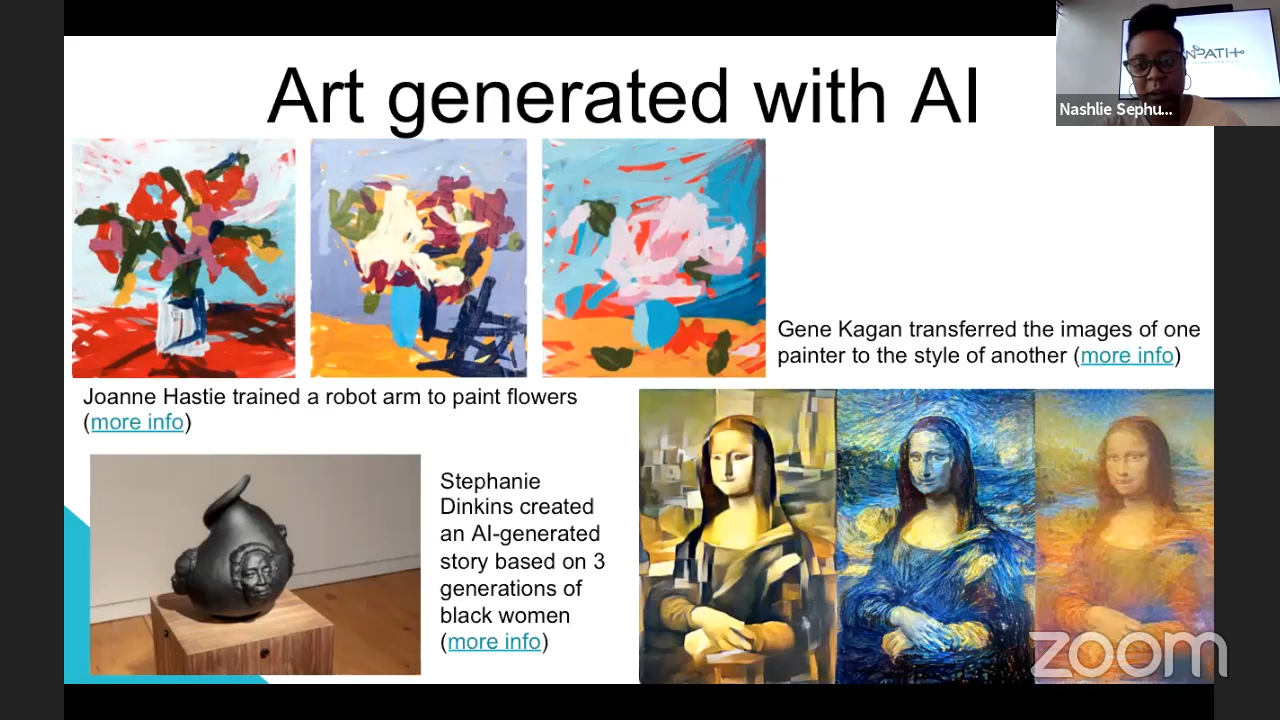 Art generated with AI
Nashlie Sephu...
Gene Kagan transferred the images of one
painter to the style of another (more info)
Joanne Hastie trained a robot arm to paint flowers
(more info)
Stephanie
Dinkins created
an AI-generated
story based on 3
generations of
black women
(more info)
zoom